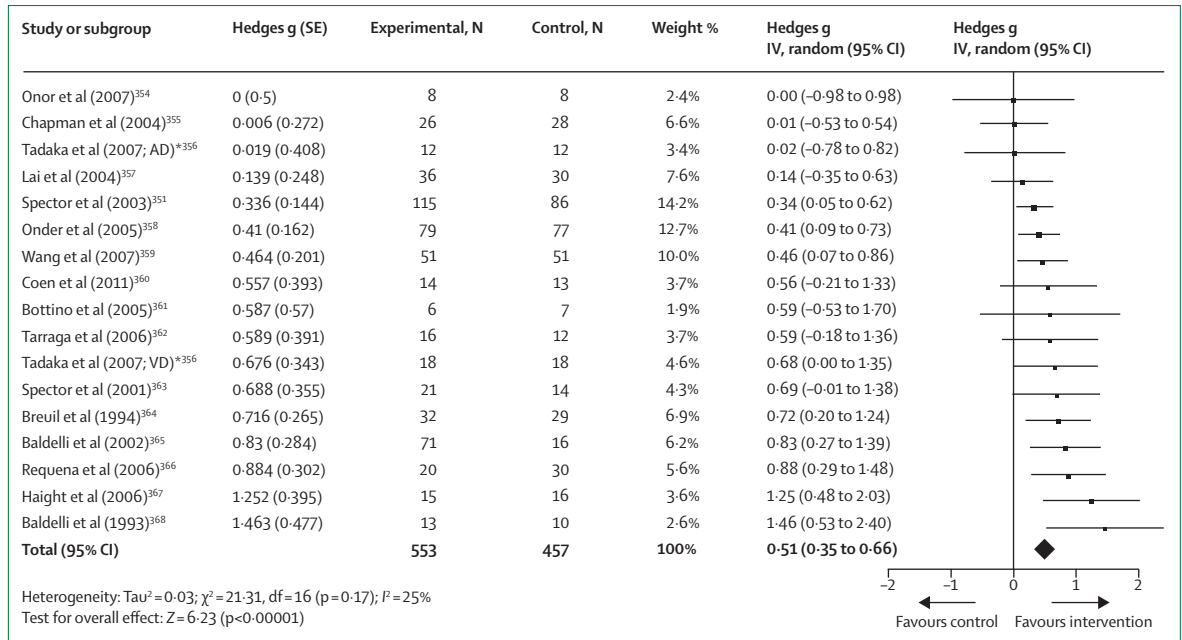 Study or subgroup Hedges g (SE) Experimental, N Control, N Weight % Hedges g Hedges g
IV, random (95% CI) IV, random (95% CI)
Onor et al (2007)354 0 (0·5) 8 8 2·4% 0·00 (–0·98 to 0·98)
Chapman et al (2004)355 0·006 (0·272) 26 28 6·6% 0·01 (–0·53 to 0·54)
Tadaka et al (2007; AD)*356 0·019 (0·408) 12 12 3·4% 0·02 (–0·78 to 0·82)
Lai et al (2004)357 0·139 (0·248) 36 30 7·6% 0·14 (–0·35 to 0·63)
Spector et al (2003)351 0·336 (0·144) 115 86 14·2% 0·34 (0·05 to 0·62)
Onder et al (2005)358 0·41 (0·162) 79 77 12·7% 0·41 (0·09 to 0·73)
Wang et al (2007)359 0·464 (0·201) 51 51 10·0% 0·46 (0·07 to 0·86)
Coen et al (2011)360 0·557 (0·393) 14 13 3·7% 0·56 (–0·21 to 1·33)
Bottino et al (2005)361 0·587 (0·57) 6 7 1·9% 0·59 (–0·53 to 1·70)
Tarraga et al (2006)362 0·589 (0·391) 16 12 3·7% 0·59 (–0·18 to 1·36)
Tadaka et al (2007; VD)*356 0·676 (0·343) 18 18 4·6% 0·68 (0·00 to 1·35)
Spector et al (2001)363 0·688 (0·355) 21 14 4·3% 0·69 (–0·01 to 1·38)
Breuil et al (1994)364 0·716 (0·265) 32 29 6·9% 0·72 (0·20 to 1·24)
Baldelli et al (2002)365 0·83 (0·284) 71 16 6·2% 0·83 (0·27 to 1·39)
Requena et al (2006)366 0·884 (0·302) 20 30 5·6% 0·88 (0·29 to 1·48)
Haight et al (2006)367 1·252 (0·395) 15 16 3·6% 1·25 (0·48 to 2·03)
Baldelli et al (1993)368 1·463 (0·477) 13 10 2·6% 1·46 (0·53 to 2·40)
Total (95% CI) 553 457 100% 0·51 (0·35 to 0·66)
–2 –1 0 1 2
Favours control Favours intervention
Heterogeneity: Tau²=0·03; χ²=21·31, df=16 (p=0·17); I²=25%
Test for overall effect: Z=6·23 (p<0·00001)